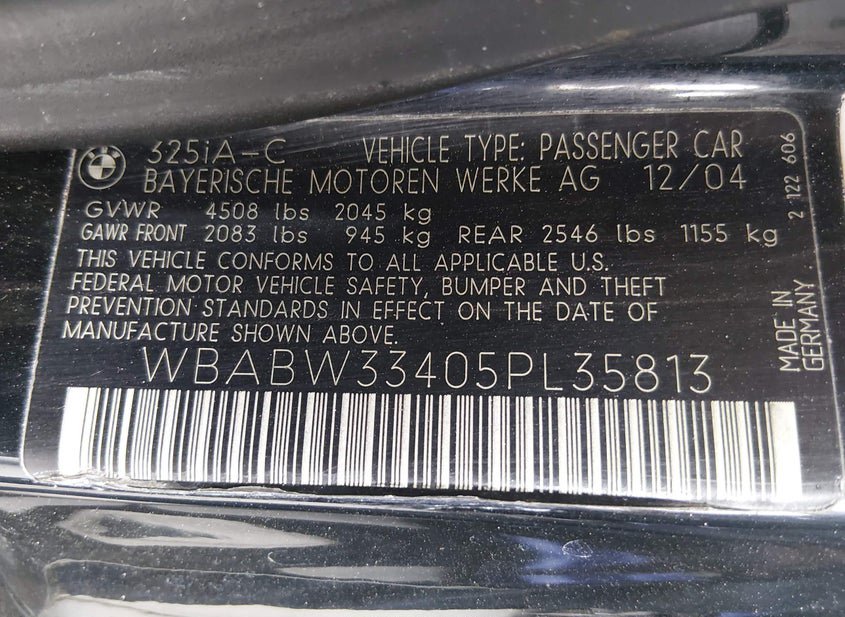 BMW
325iA-C VEHICLE TYPE: PASSENGER CAR
BAYERISCHE MOTOREN WERKE AG 12/04
GVWR 4508 lbs 2045 kg
GAWR FRONT 2083 lbs 945 kg REAR 2546 lbs 1155 kg
THIS VEHICLE CONFORMS TO ALL APPLICABLE U.S.
FEDERAL MOTOR VEHICLE SAFETY, BUMPER AND THEFT
PREVENTION STANDARDS IN EFFECT ON THE DATE OF
MANUFACTURE SHOWN ABOVE.
WBABW33405PL35813
2 122 606
MADE IN
GERMANY